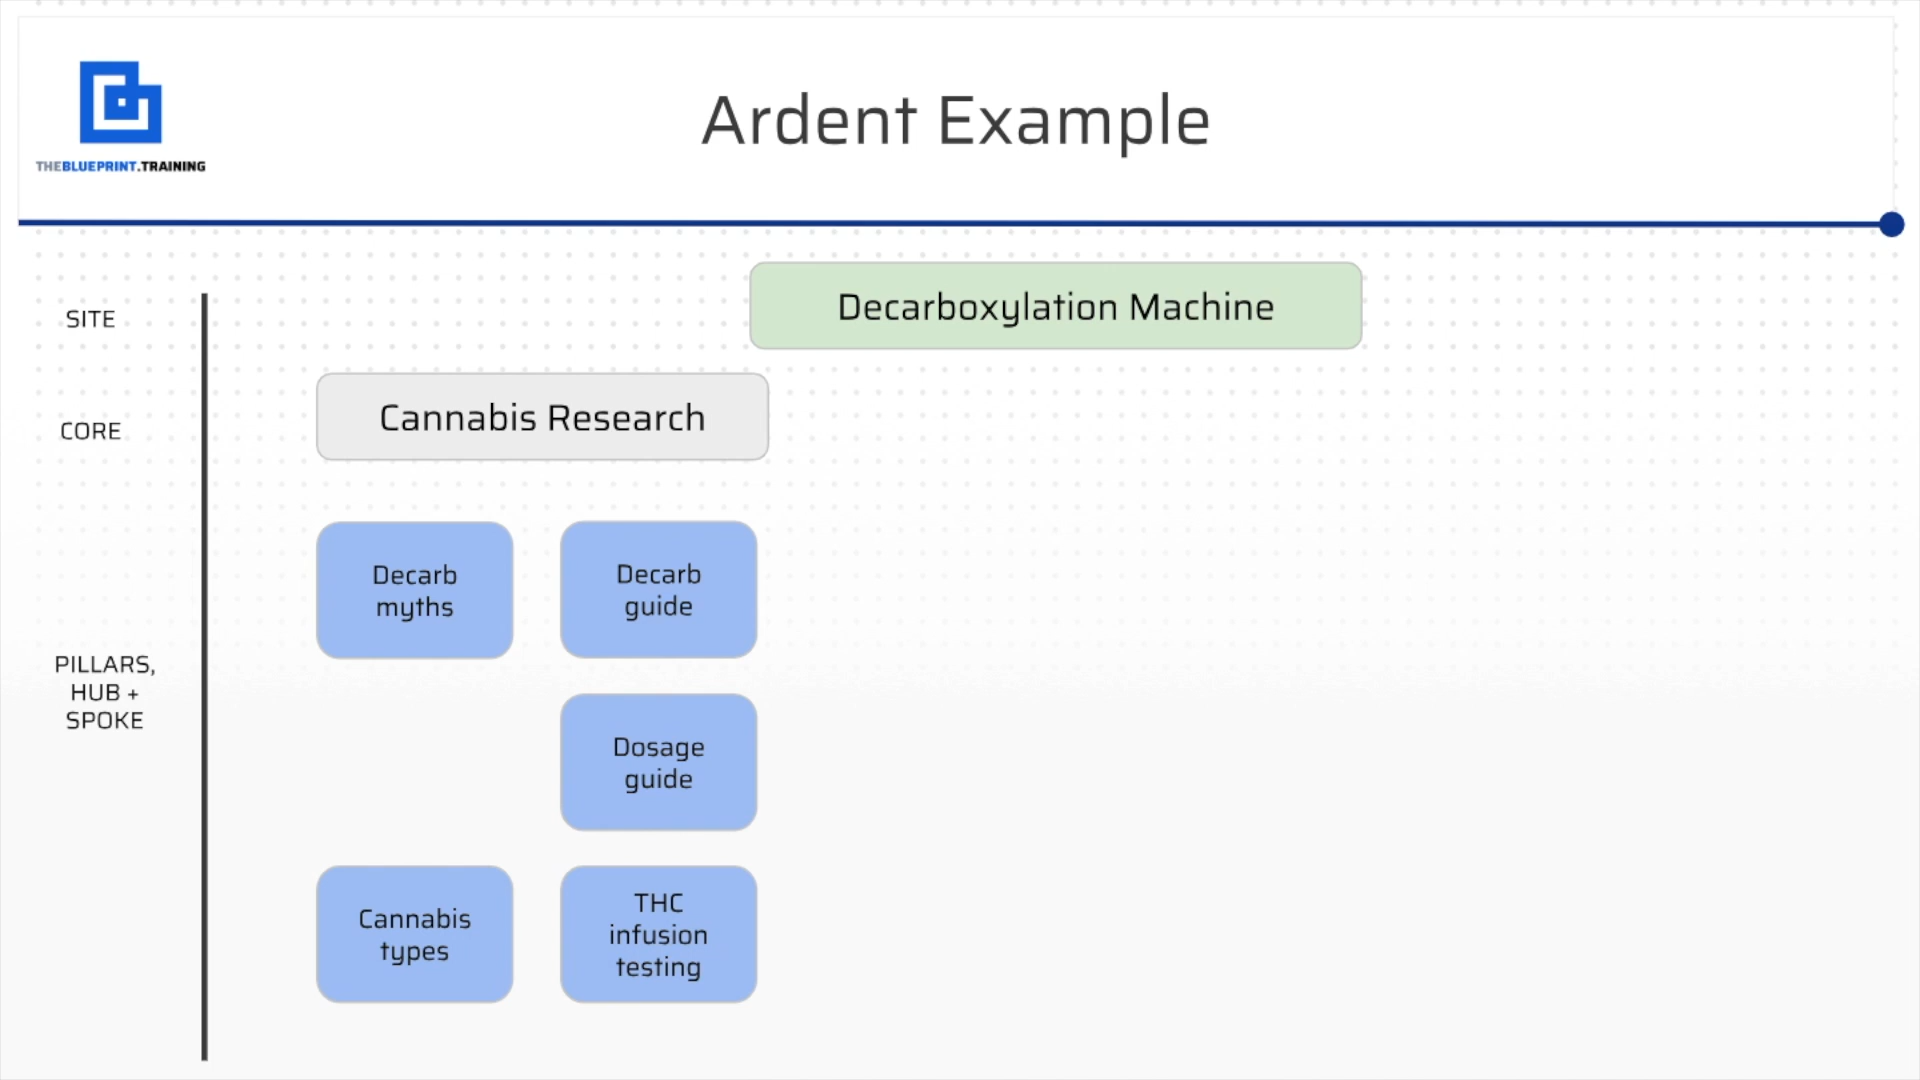 THEBLUEPRINT.TRAINING
Ardent Example
SITE
Decarboxylation Machine
CORE
Cannabis Research
PILLARS,
HUB +
SPOKE
Decarb
myths
Decarb
guide
Dosage
guide
Cannabis
types
THC
infusion
testing